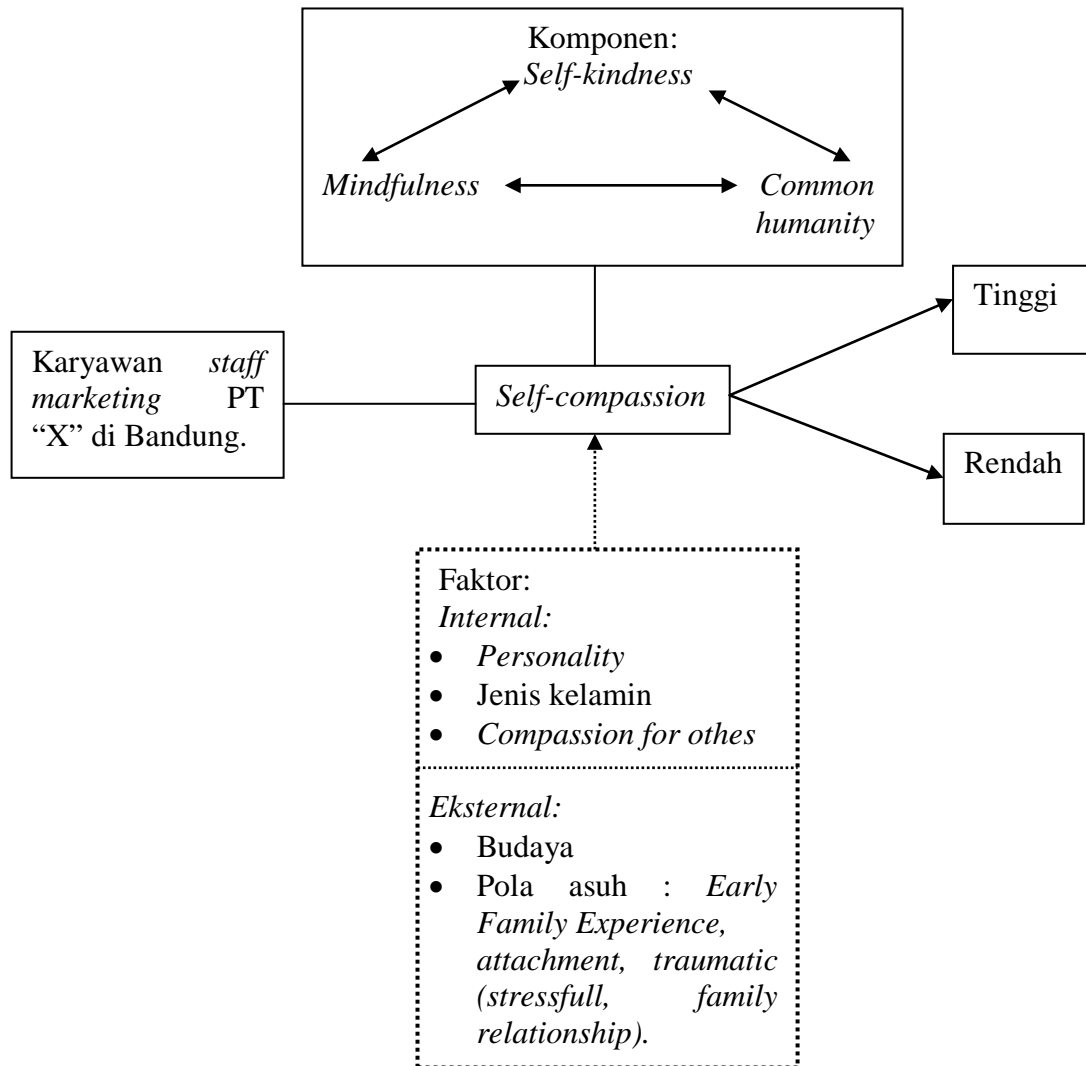 Komponen:
Self-kindness
Mindfulness
Common
humanity
Tinggi
Karyawan staff
marketing PT
“X” di Bandung.
Self-compassion
Rendah
Faktor:
Internal:
• Personality
• Jenis kelamin
• Compassion for othes
Eksternal:
• Budaya
• Pola asuh : Early
Family Experience,
attachment, traumatic
(stressfull, family
relationship).